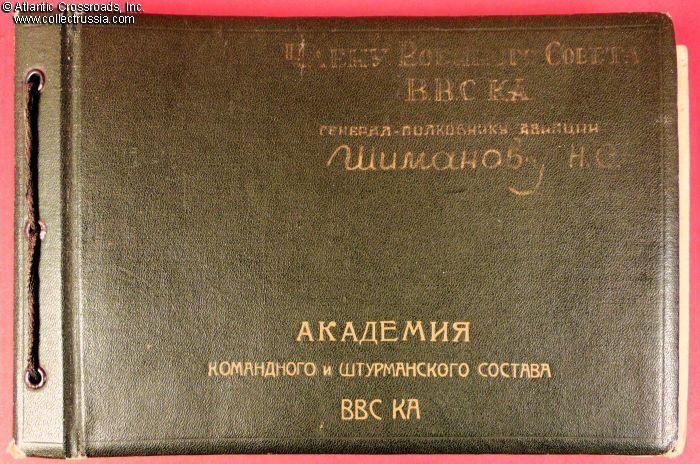 © Atlantic Crossroads, Inc.
www.collectrussia.com
Члену Военного Совета
ВВС КА
генерал-полковнику авиации
Шиманову Н.С.
АКАДЕМИЯ
КОМАНДНОГО и ШТУРМАНСКОГО СОСТАВА
ВВС КА